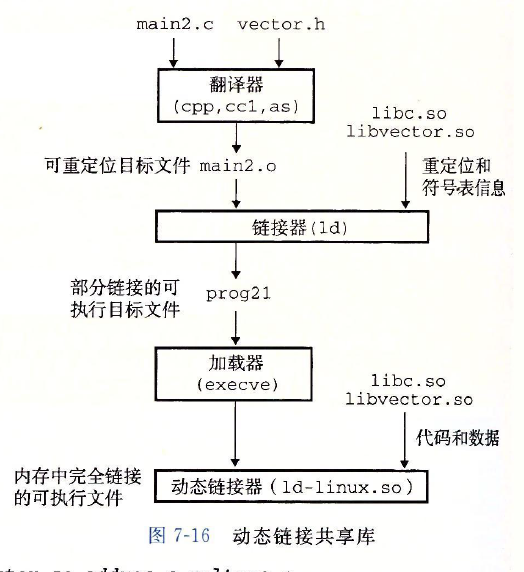 main2.c vector.h
翻译器
(cpp,cc1,as)
libc.so
libvector.so
可重定位目标文件 main2.o
重定位和
符号表信息
链接器(ld)
部分链接的可
执行目标文件
prog21
加载器
(execve)
libc.so
libvector.so
代码和数据
内存中完全链接
的可执行文件
动态链接器(ld-linux.so)
图 7-16 动态链接共享库